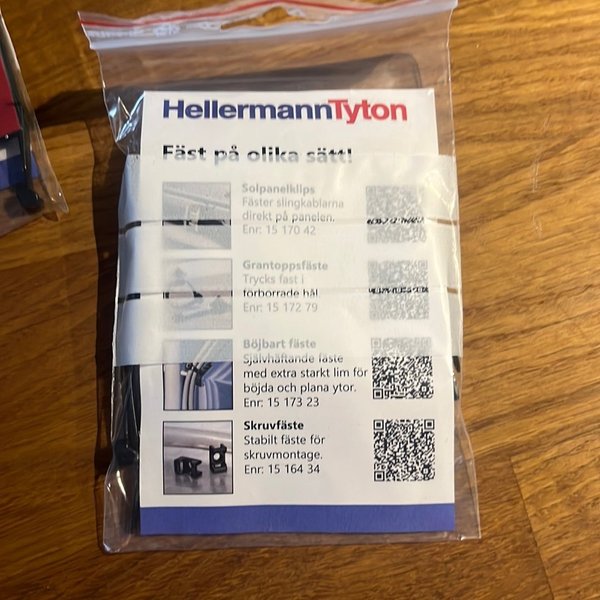 HellermannTyton
Fäst på olika sätt!
Solpanelklips
Fäster slingkablarna
direkt på panelen.
Enr: 15 170 42
Grantoppsfäste
Trycks fast i
förborrade hål
Enr: 15 172 79
Böjbart fäste
Självhäftande fäste
med extra starkt lim för
böjda och plana ytor.
Enr: 15 173 23
Skruvfäste
Stabilt fäste för
skruvmontage.
Enr: 15 164 34